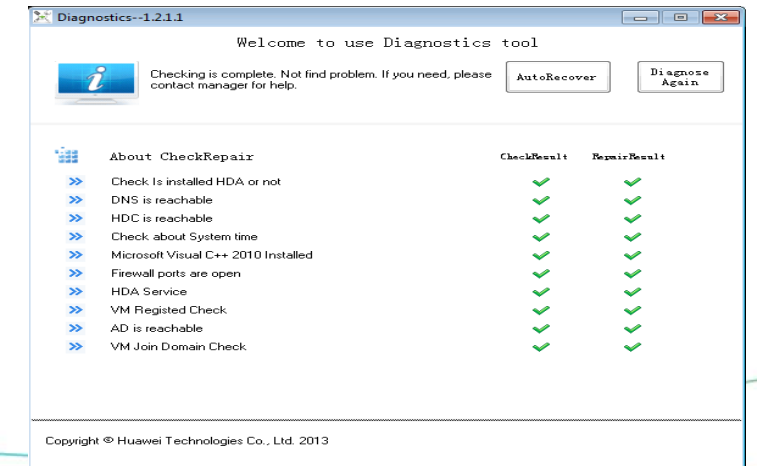 Diagnostics--1.2.1.1
Welcome to use Diagnostics tool
Checking is complete. Not find problem. If you need, please
contact manager for help.
AutoRecover
Diagnose
Again
About CheckRepair CheckResult RepairResult
Check Is installed HDA or not
DNS is reachable
HDC is reachable
Check about System time
Microsoft Visual C++ 2010 Installed
Firewall ports are open
HDA Service
VM Registed Check
AD is reachable
VM Join Domain Check
Copyright © Huawei Technologies Co., Ltd. 2013